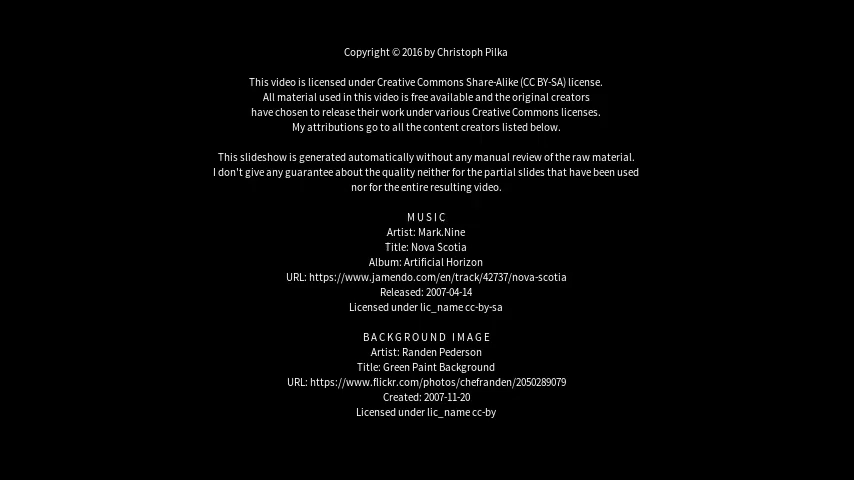 Copyright © 2016 by Christoph Pilka
This video is licensed under Creative Commons Share-Alike (CC BY-SA) license.
All material used in this video is free available and the original creators
have chosen to release their work under various Creative Commons licenses.
My attributions go to all the content creators listed below.
This slideshow is generated automatically without any manual review of the raw material.
I don't give any guarantee about the quality neither for the partial slides that have been used
nor for the entire resulting video.
MUSIC
Artist: Mark.Nine
Title: Nova Scotia
Album: Artificial Horizon
URL: https://www.jamendo.com/en/track/42737/nova-scotia
Released: 2007-04-14
Licensed under lic_name cc-by-sa
BACKGROUND IMAGE
Artist: Randen Pederson
Title: Green Paint Background
URL: https://www.flickr.com/photos/chefranden/2050289079
Created: 2007-11-20
Licensed under lic_name cc-by